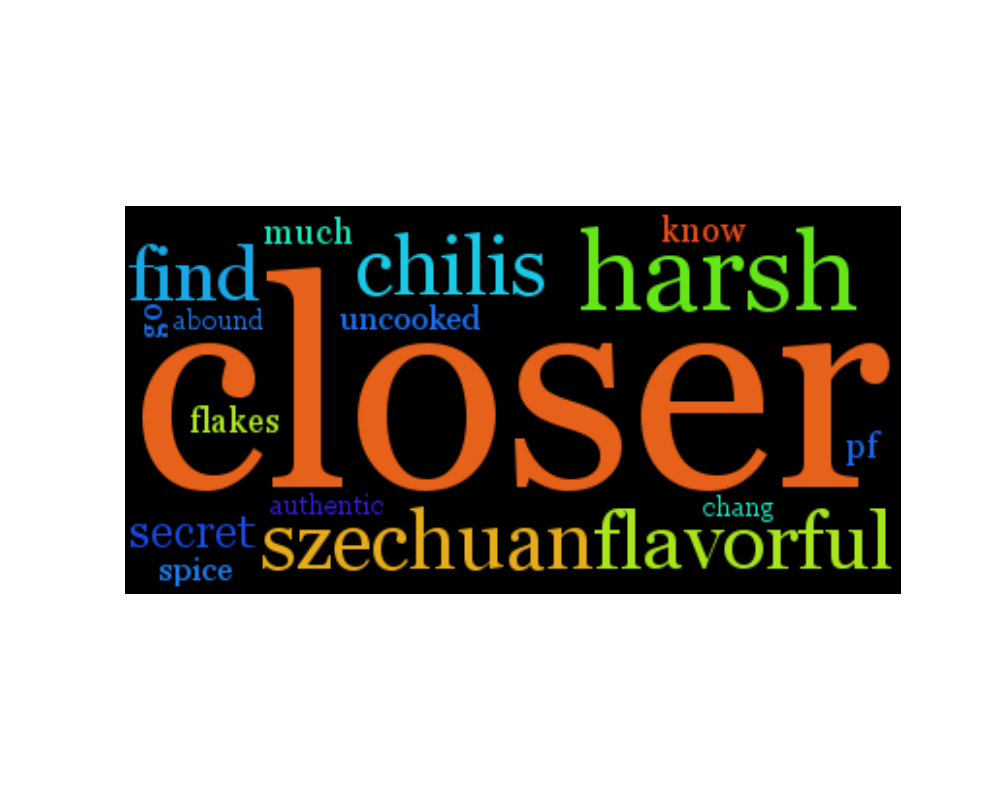 much
know
find
chilis
harsh
go
abound
uncooked
closer
flakes
pf
authentic
chang
secret
szechuan
flavorful
spice